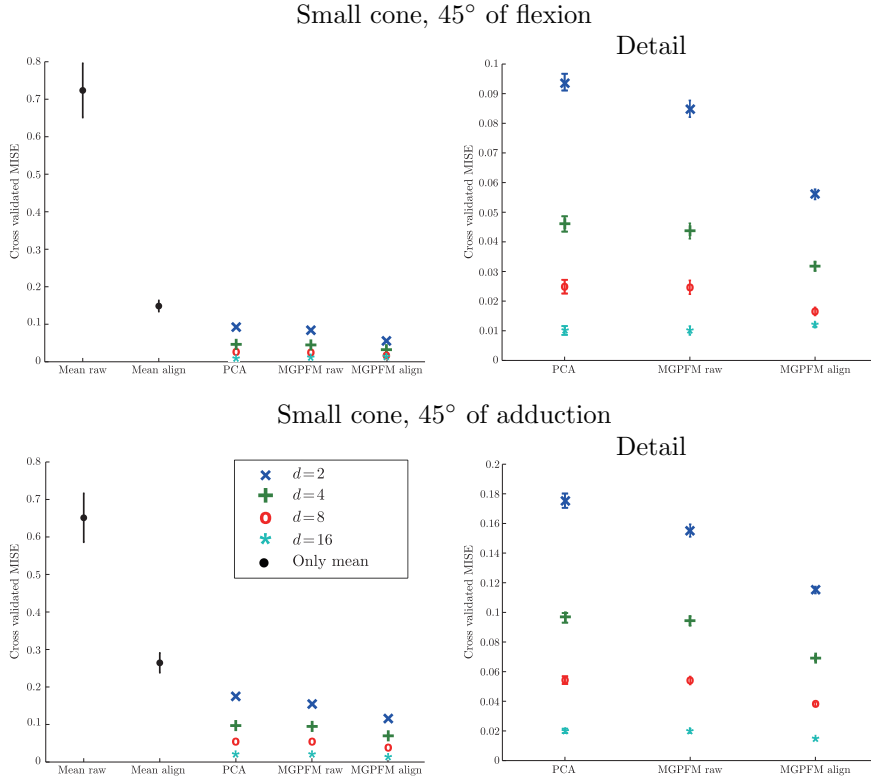 Small cone, 45° of flexion
Detail
Cross validated MISE
0.8
0.7
0.6
0.5
0.4
0.3
0.2
0.1
0
Mean raw Mean align PCA MGPFM raw MGPFM align
Cross validated MISE
0.1
0.09
0.08
0.07
0.06
0.05
0.04
0.03
0.02
0.01
0
PCA MGPFM raw MGPFM align
Small cone, 45° of adduction
Detail
Cross validated MISE
0.8
0.7
0.6
0.5
0.4
0.3
0.2
0.1
0
d=2
d=4
d=8
d=16
Only mean
Mean raw Mean align PCA MGPFM raw MGPFM align
Cross validated MISE
0.2
0.18
0.16
0.14
0.12
0.1
0.08
0.06
0.04
0.02
0
PCA MGPFM raw MGPFM align